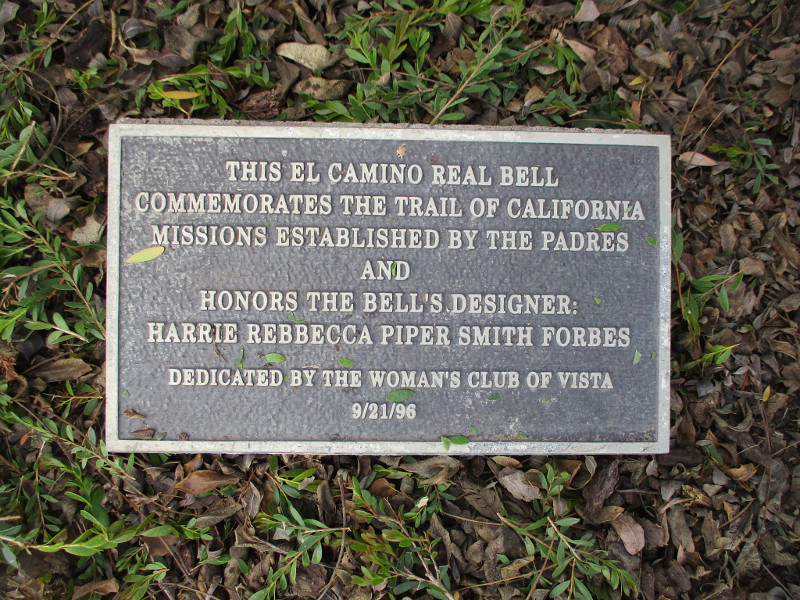 THIS EL CAMINO REAL BELL
COMMEMORATES THE TRAIL OF CALIFORNIA
MISSIONS ESTABLISHED BY THE PADRES
AND
HONORS THE BELL'S DESIGNER:
HARRIE REBBECCA PIPER SMITH FORBES
DEDICATED BY THE WOMAN'S CLUB OF VISTA
9/21/96